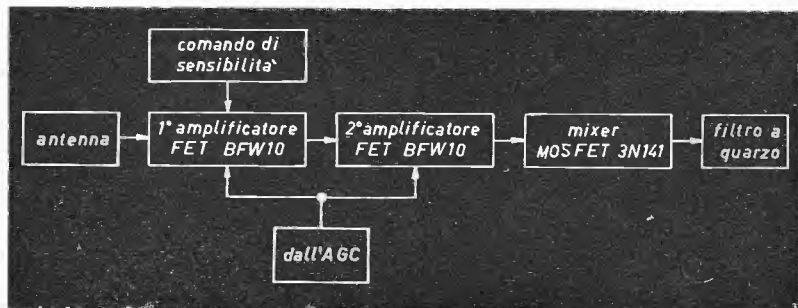 comando di
sensibilita`
antenna
1° amplificatore
FET BFW10
2° amplificatore
FET BFW10
mixer
MOSFET 3N141
filtro a
quarzo
dall'AGC